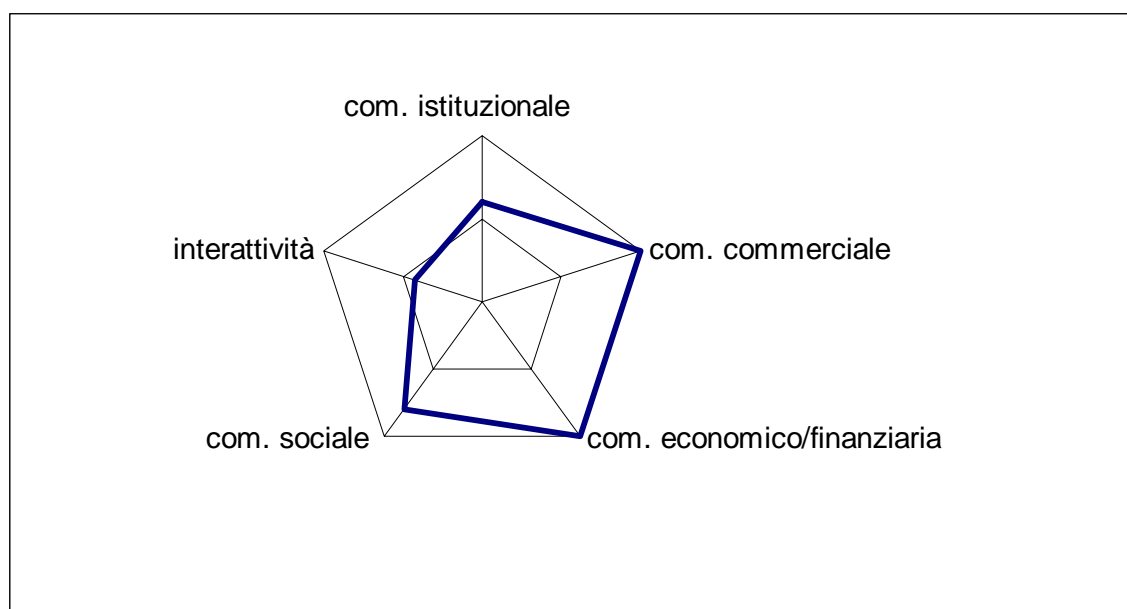 com. istituzionale
interattività
com. commerciale
com. sociale
com. economico/finanziaria